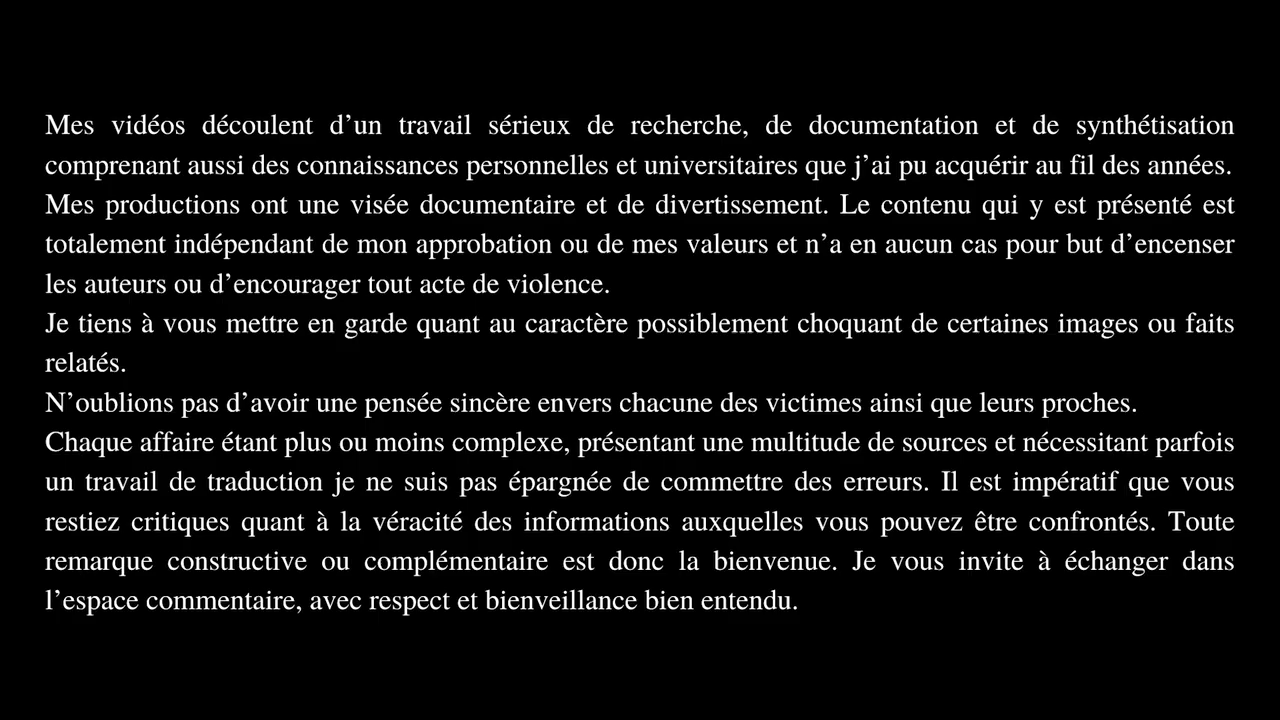 Mes vidéos découlent d’un travail sérieux de recherche, de documentation et de synthétisation
comprenant aussi des connaissances personnelles et universitaires que j’ai pu acquérir au fil des années.
Mes productions ont une visée documentaire et de divertissement. Le contenu qui y est présenté est
totalement indépendant de mon approbation ou de mes valeurs et n’a en aucun cas pour but d’encenser
les auteurs ou d’encourager tout acte de violence.
Je tiens à vous mettre en garde quant au caractère possiblement choquant de certaines images ou faits
relatés.
N’oublions pas d’avoir une pensée sincère envers chacune des victimes ainsi que leurs proches.
Chaque affaire étant plus ou moins complexe, présentant une multitude de sources et nécessitant parfois
un travail de traduction je ne suis pas épargnée de commettre des erreurs. Il est impératif que vous
restiez critiques quant à la véracité des informations auxquelles vous pouvez être confrontés. Toute
remarque constructive ou complémentaire est donc la bienvenue. Je vous invite à échanger dans
l’espace commentaire, avec respect et bienveillance bien entendu.